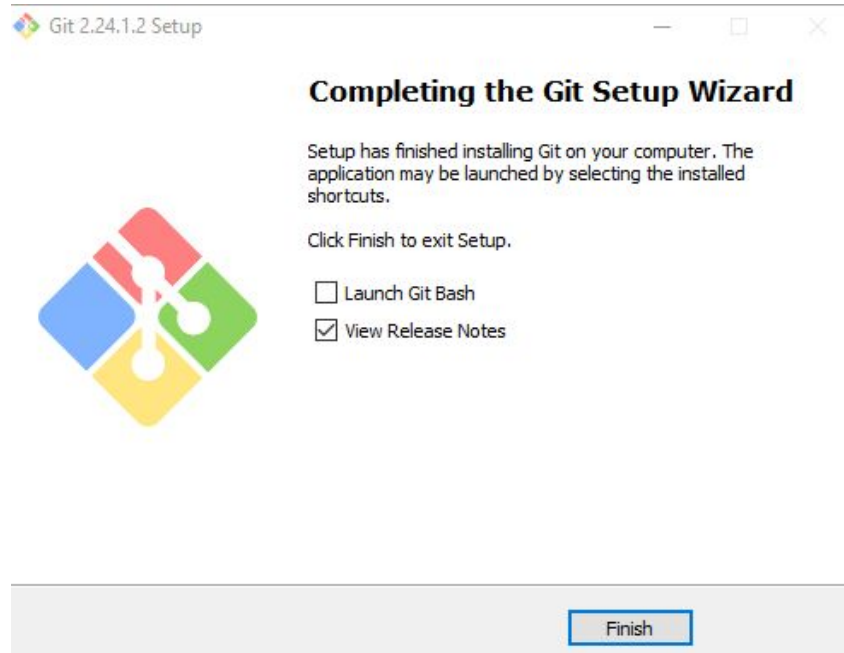 Git 2.24.1.2 Setup
Completing the Git Setup Wizard
Setup has finished installing Git on your computer. The
application may be launched by selecting the installed
shortcuts.
Click Finish to exit Setup.
Launch Git Bash
View Release Notes
Finish